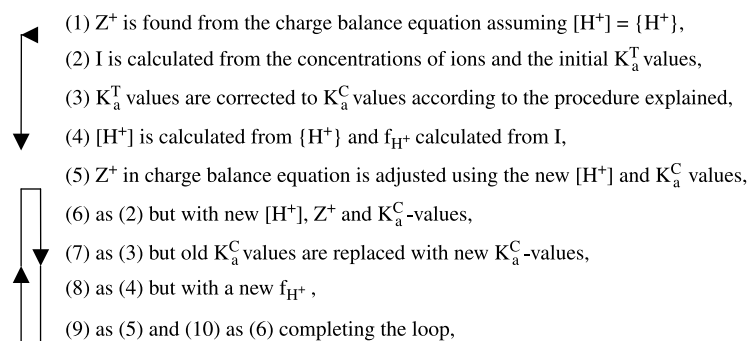 (1) Z⁺ is found from the charge balance equation assuming [H⁺] = {H⁺},
(2) I is calculated from the concentrations of ions and the initial Kₐᵀ values,
(3) Kₐᵀ values are corrected to Kₐᶜ values according to the procedure explained,
(4) [H⁺] is calculated from {H⁺} and f_H⁺ calculated from I,
(5) Z⁺ in charge balance equation is adjusted using the new [H⁺] and Kₐᶜ values,
(6) as (2) but with new [H⁺], Z⁺ and Kₐᶜ-values,
(7) as (3) but old Kₐᶜ values are replaced with new Kₐᶜ-values,
(8) as (4) but with a new f_H⁺ ,
(9) as (5) and (10) as (6) completing the loop,